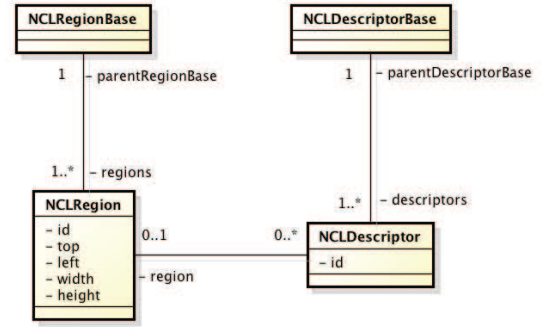 NCLRegionBase
NCLDescriptorBase
1
– parentRegionBase
1
– parentDescriptorBase
1..*
– regions
1..*
– descriptors
NCLRegion
– id
– top
– left
– width
– height
0..1
– region
0..*
NCLDescriptor
– id